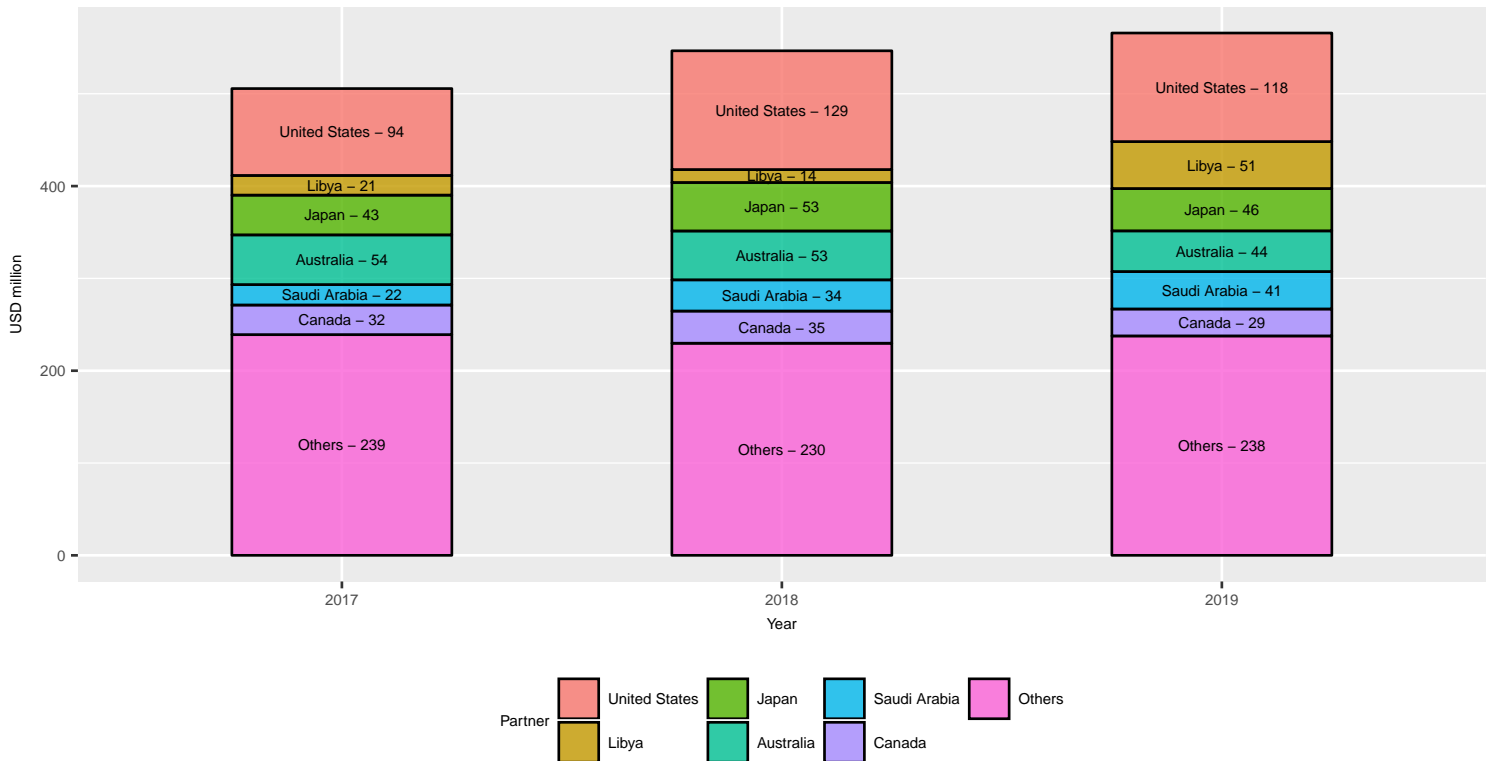 United States – 94
Libya – 21
Japan – 43
Australia – 54
Saudi Arabia – 22
Canada – 32
Others – 239
United States – 129
Libya – 14
Japan – 53
Australia – 53
Saudi Arabia – 34
Canada – 35
Others – 230
United States – 118
Libya – 51
Japan – 46
Australia – 44
Saudi Arabia – 41
Canada – 29
Others – 238
400
200
0
USD million
2017 2018 2019
Year
Partner
United States Japan Saudi Arabia Others
Libya Australia Canada